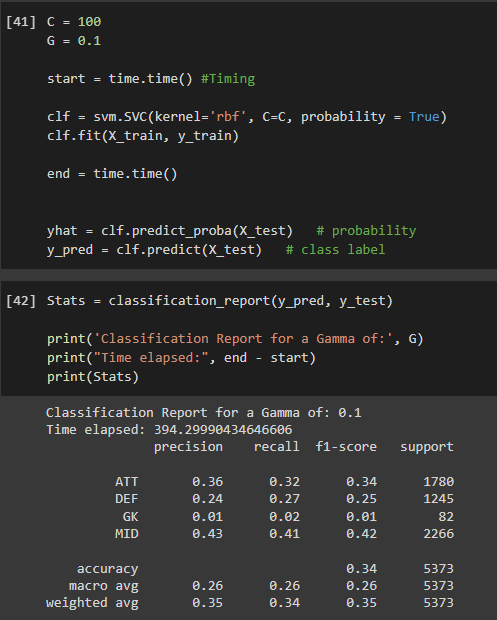 [41] C = 100
G = 0.1
start = time.time() #Timing
clf = svm.SVC(kernel='rbf', C=C, probability = True)
clf.fit(X_train, y_train)
end = time.time()
yhat = clf.predict_proba(X_test)   # probability
y_pred = clf.predict(X_test)   # class label
[42] Stats = classification_report(y_pred, y_test)
print('Classification Report for a Gamma of:', G)
print("Time elapsed:", end - start)
print(Stats)
Classification Report for a Gamma of: 0.1
Time elapsed: 394.29990434646606
precision    recall  f1-score   support
ATT       0.36      0.32      0.34      1780
DEF       0.24      0.27      0.25      1245
GK       0.01      0.02      0.01        82
MID       0.43      0.41      0.42      2266
accuracy                           0.34      5373
macro avg       0.26      0.26      0.26      5373
weighted avg       0.35      0.34      0.35      5373